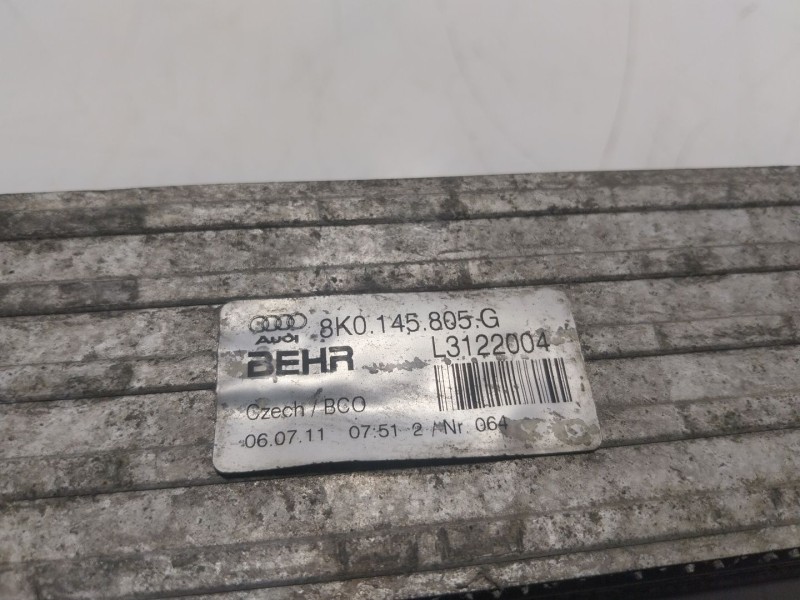 8K0.145.805.G
AUDI
L3122004
BEHR
Czech / BCO
06.07.11 07:51 2 / Nr. 064